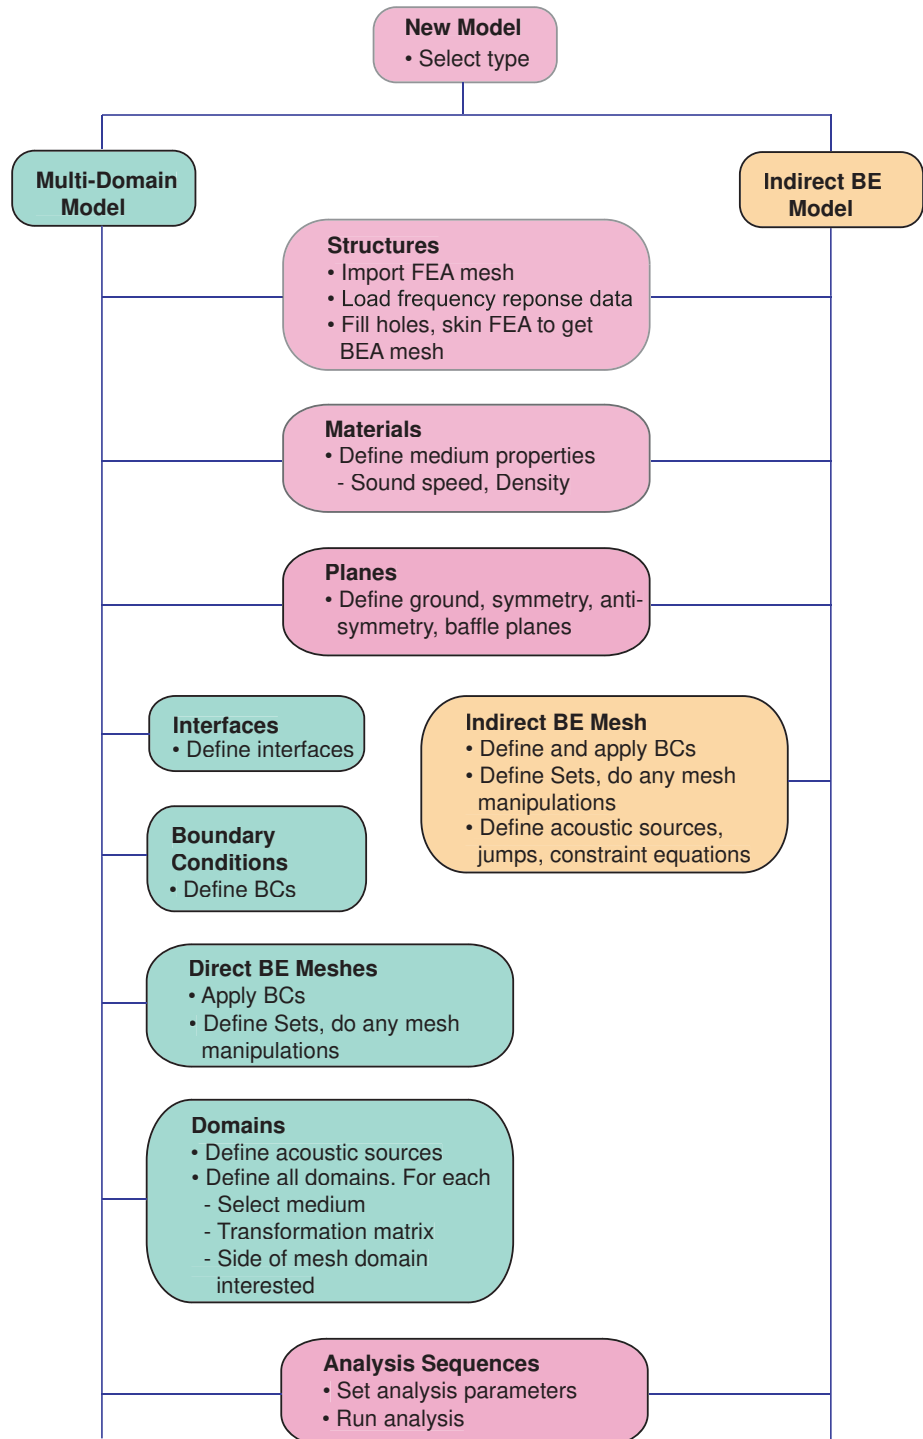 New Model
• Select type
Multi-Domain
Model
Indirect BE
Model
Structures
• Import FEA mesh
• Load frequency reponse data
• Fill holes, skin FEA to get
BEA mesh
Materials
• Define medium properties
- Sound speed, Density
Planes
• Define ground, symmetry, anti-
symmetry, baffle planes
Interfaces
• Define interfaces
Indirect BE Mesh
• Define and apply BCs
• Define Sets, do any mesh
manipulations
• Define acoustic sources,
jumps, constraint equations
Boundary
Conditions
• Define BCs
Direct BE Meshes
• Apply BCs
• Define Sets, do any mesh
manipulations
Domains
• Define acoustic sources
• Define all domains. For each
- Select medium
- Transformation matrix
- Side of mesh domain
interested
Analysis Sequences
• Set analysis parameters
• Run analysis